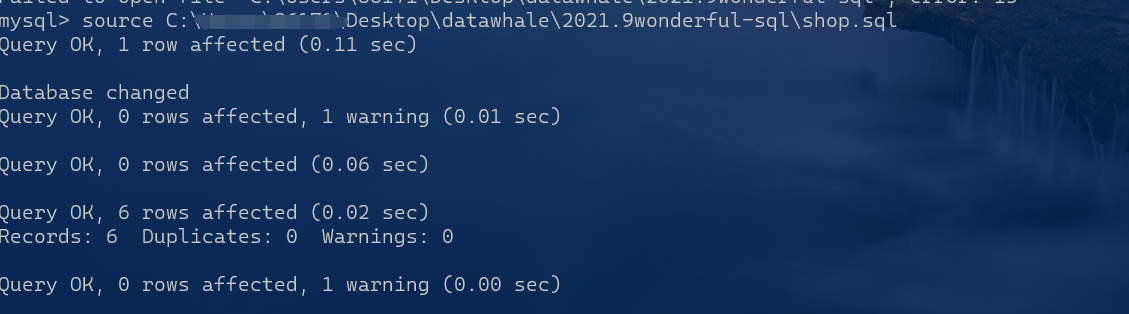 mysql> source C:\ \Desktop\datawhale\2021.9wonderful-sql\shop.sql
Query OK, 1 row affected (0.11 sec)
Database changed
Query OK, 0 rows affected, 1 warning (0.01 sec)
Query OK, 0 rows affected (0.06 sec)
Query OK, 6 rows affected (0.02 sec)
Records: 6  Duplicates: 0  Warnings: 0
Query OK, 0 rows affected, 1 warning (0.00 sec)